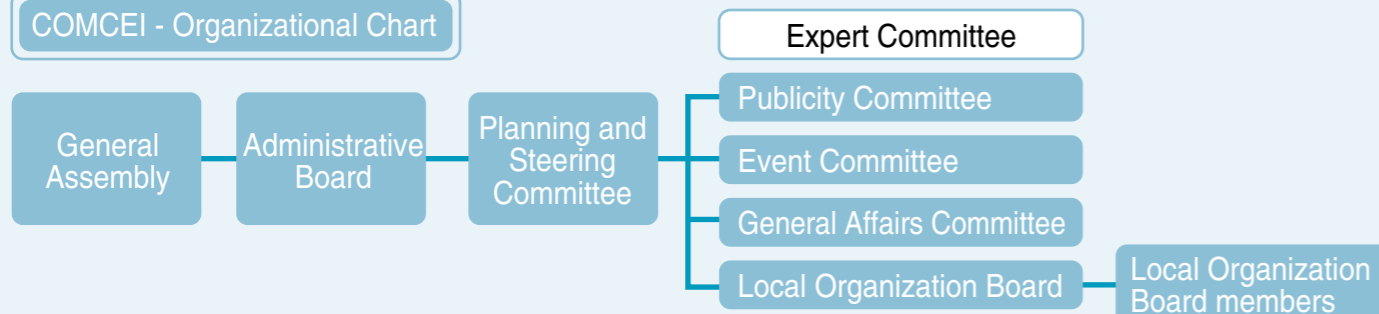 COMCEI - Organizational Chart
Expert Committee
General
Assembly
Administrative
Board
Planning and
Steering
Committee
Publicity Committee
Event Committee
General Affairs Committee
Local Organization Board
Local Organization
Board members